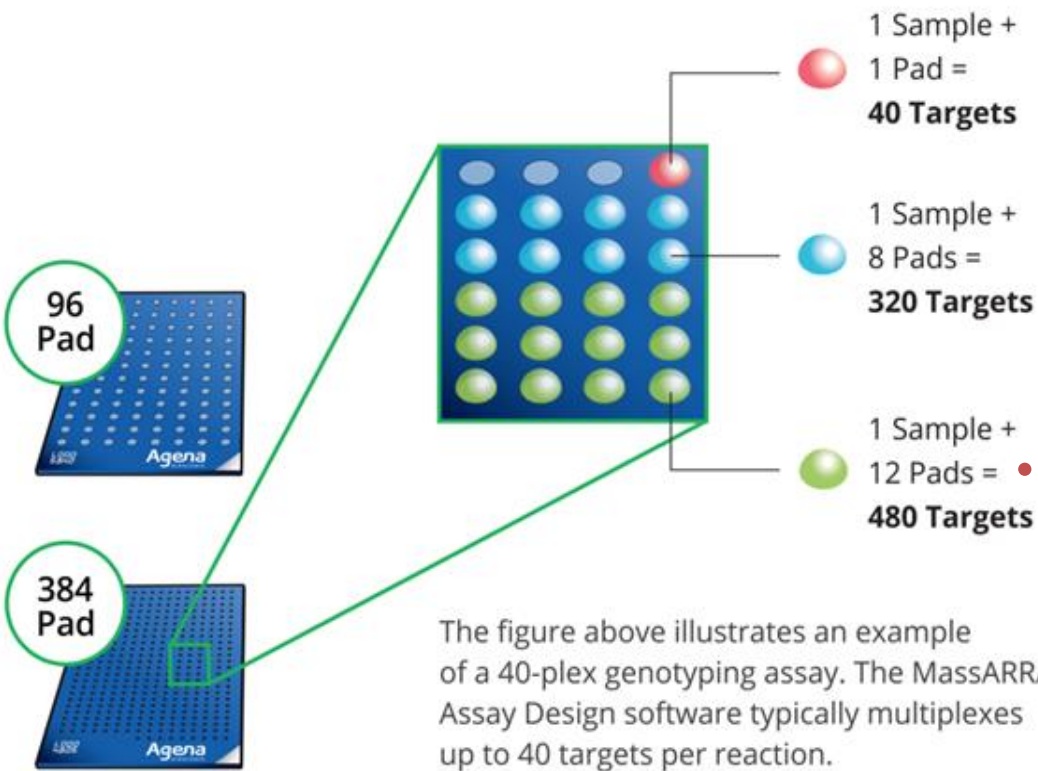 1 Sample +
1 Pad =
40 Targets
1 Sample +
8 Pads =
320 Targets
96
Pad
Agena
1 Sample +
12 Pads =
480 Targets
384
Pad
Agena
The figure above illustrates an example
of a 40-plex genotyping assay. The MassARRA
Assay Design software typically multiplexes
up to 40 targets per reaction.